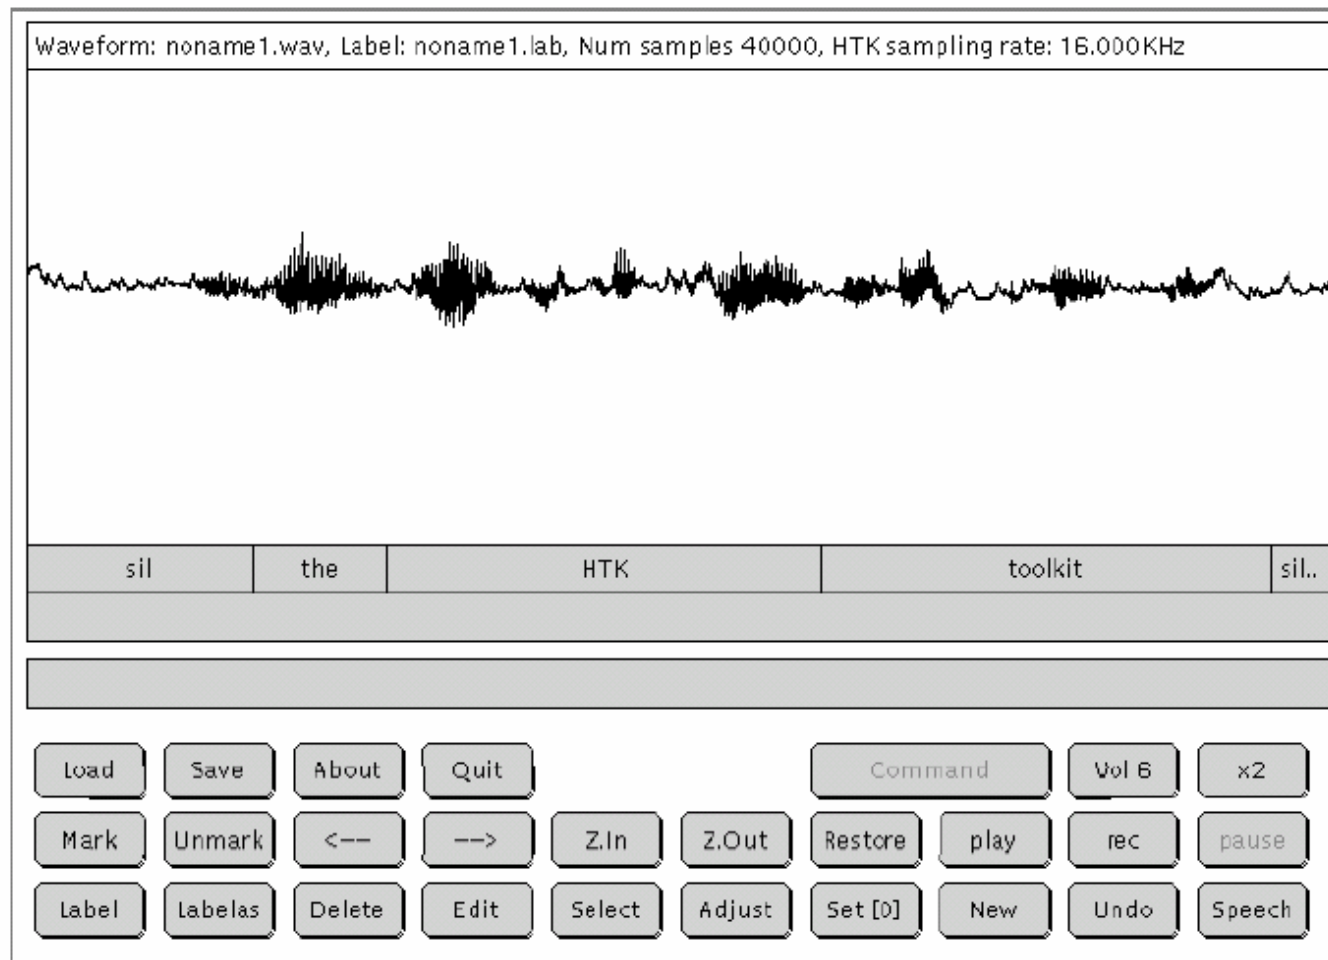 Waveform: noname1.wav, Label: noname1.lab, Num samples 40000, HTK sampling rate: 16.000KHz
sil the HTK toolkit sil..
Load Save About Quit Command Vol 6 x2
Mark Unmark <-- --> Z.In Z.Out Restore play rec pause
Label Labelas Delete Edit Select Adjust Set [0] New Undo Speech